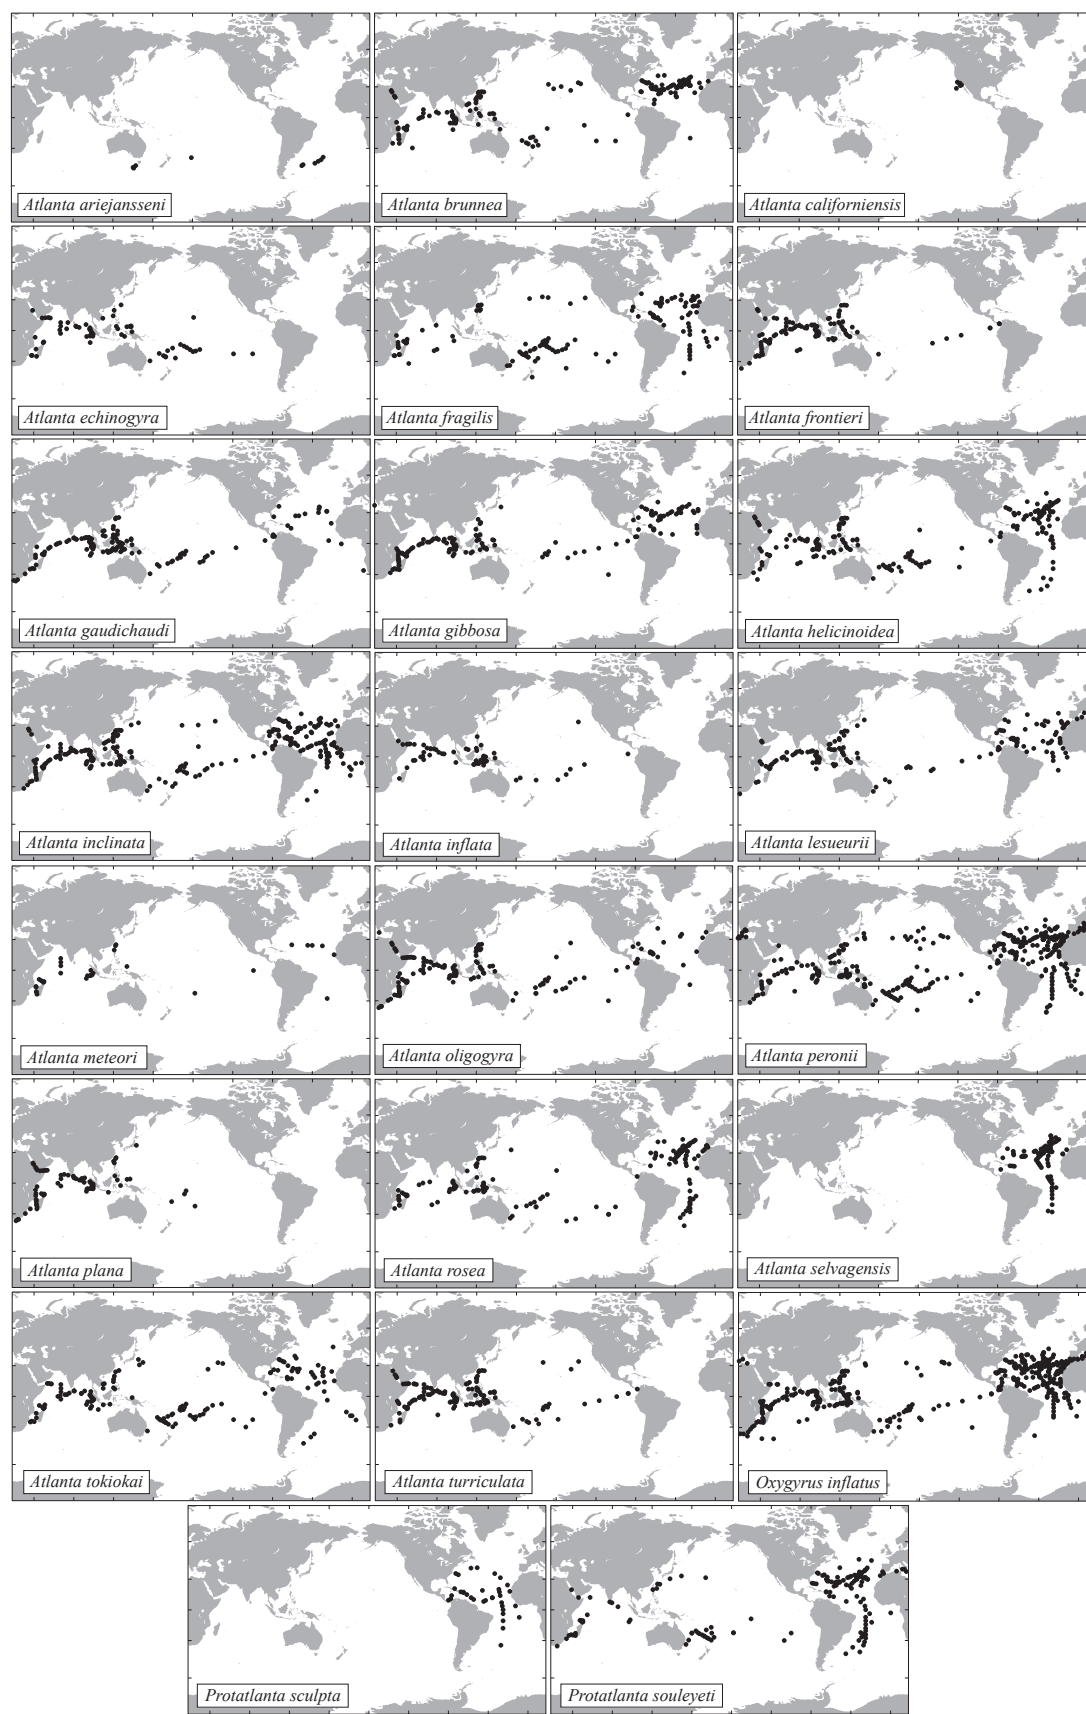 Atlanta ariejansseni
Atlanta brunnea
Atlanta californiensis
Atlanta echinogyra
Atlanta fragilis
Atlanta frontieri
Atlanta gaudichaudi
Atlanta gibbosa
Atlanta helicinoidea
Atlanta inclinata
Atlanta inflata
Atlanta lesueurii
Atlanta meteori
Atlanta oligogyra
Atlanta peronii
Atlanta plana
Atlanta rosea
Atlanta selvagensis
Atlanta tokiokai
Atlanta turriculata
Oxygyrus inflatus
Protatlanta sculpta
Protatlanta souleyeti